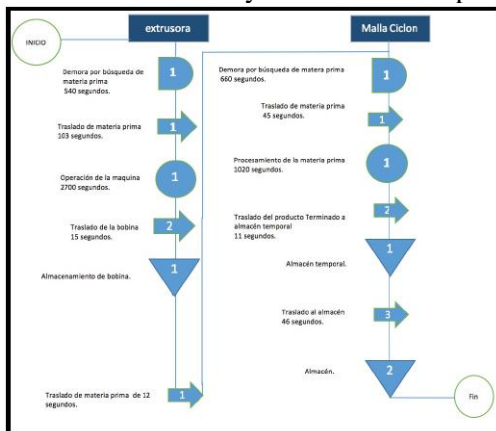 extrusora
INICIO
Demora por búsqueda de
materia prima
540 segundos.
1
Traslado de materia prima
103 segundos.
1
Operación de la maquina
2700 segundos.
1
Traslado de la bobina
15 segundos.
2
Almacenamiento de bobina.
1
Traslado de materia prima de 12
segundos.
1
Malla Ciclon
Demora por búsqueda de matera prima
660 segundos.
1
Traslado de materia prima
45 segundos.
1
Procesamiento de la materia prima
1020 segundos.
1
Traslado del producto Terminado a
almacén temporal
11 segundos.
2
Almacén temporal.
1
Traslado al almacén
46 segundos.
3
Almacén.
2
Fin